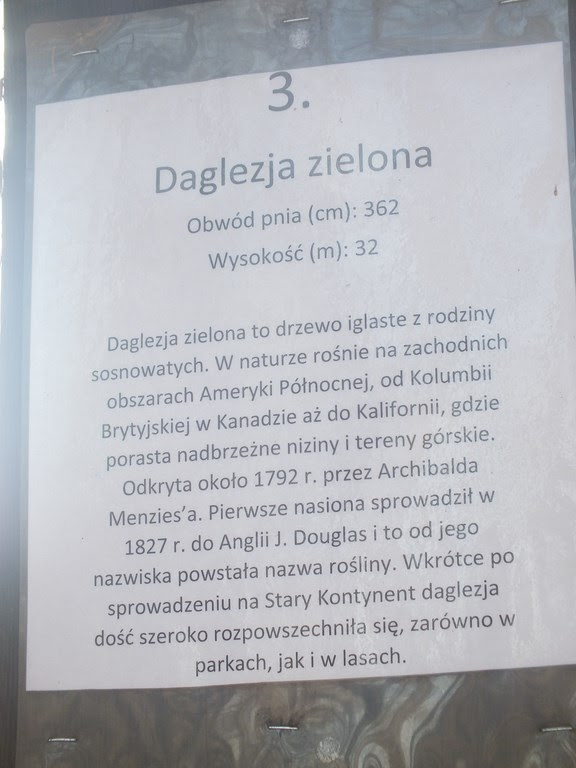 3.
Daglezja zielona
Obwód pnia (cm): 362
Wysokość (m): 32
Daglezja zielona to drzewo iglaste z rodziny
sosnowatych. W naturze rośnie na zachodnich
obszarach Ameryki Północnej, od Kolumbii
Brytyjskiej w Kanadzie aż do Kalifornii, gdzie
porasta nadbrzeżne niziny i tereny górskie.
Odkryta około 1792 r. przez Archibalda
Menzies’a. Pierwsze nasiona sprowadził w
1827 r. do Anglii J. Douglas i to od jego
nazwiska powstała nazwa rośliny. Wkrótce po
sprowadzeniu na Stary Kontynent daglezja
dość szeroko rozpowszechniła się, zarówno w
parkach, jak i w lasach.